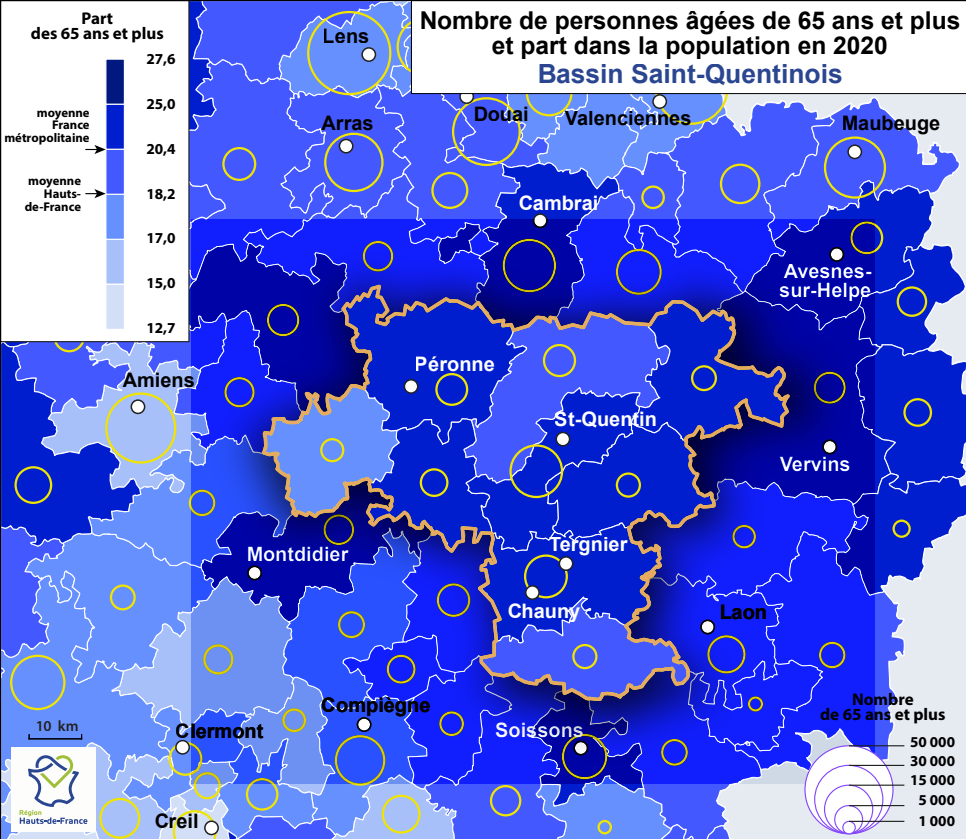 Nombre de personnes âgées de 65 ans et plus
et part dans la population en 2020
Bassin Saint-Quentinois
Part
des 65 ans et plus
27,6
25,0
moyenne
France
métropolitaine
20,4
moyenne
Hauts-
de-France
18,2
17,0
15,0
12,7
Lens
Douai
Valenciennes
Arras
Maubeuge
Cambrai
Avesnes-
sur-Helpe
Péronne
Amiens
St-Quentin
Vervins
Montdidier
Tergnier
Chauny
Laon
Compiègne
Clermont
Soissons
Creil
10 km
Région
Hauts-de-France
Nombre
de 65 ans et plus
50 000
30 000
15 000
5 000
1 000